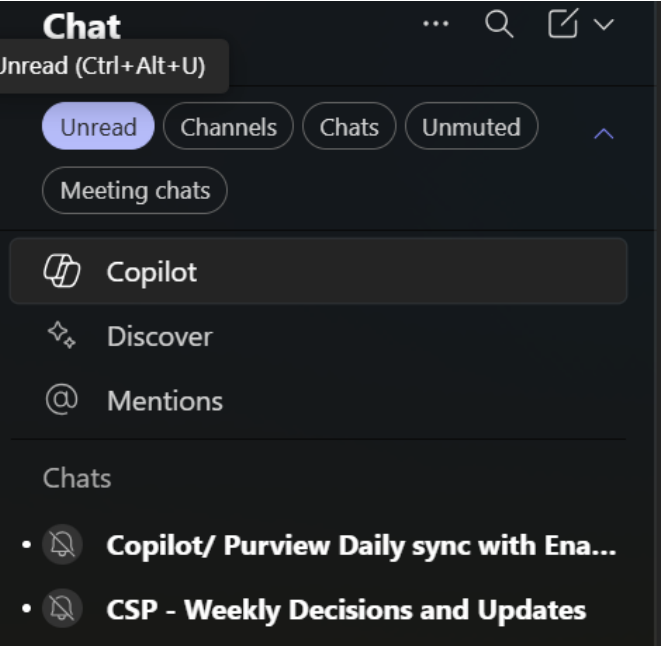 Chat
Unread (Ctrl+Alt+U)
Unread Channels Chats Unmuted
Meeting chats
Copilot
Discover
Mentions
Chats
Copilot/ Purview Daily sync with Ena...
CSP - Weekly Decisions and Updates